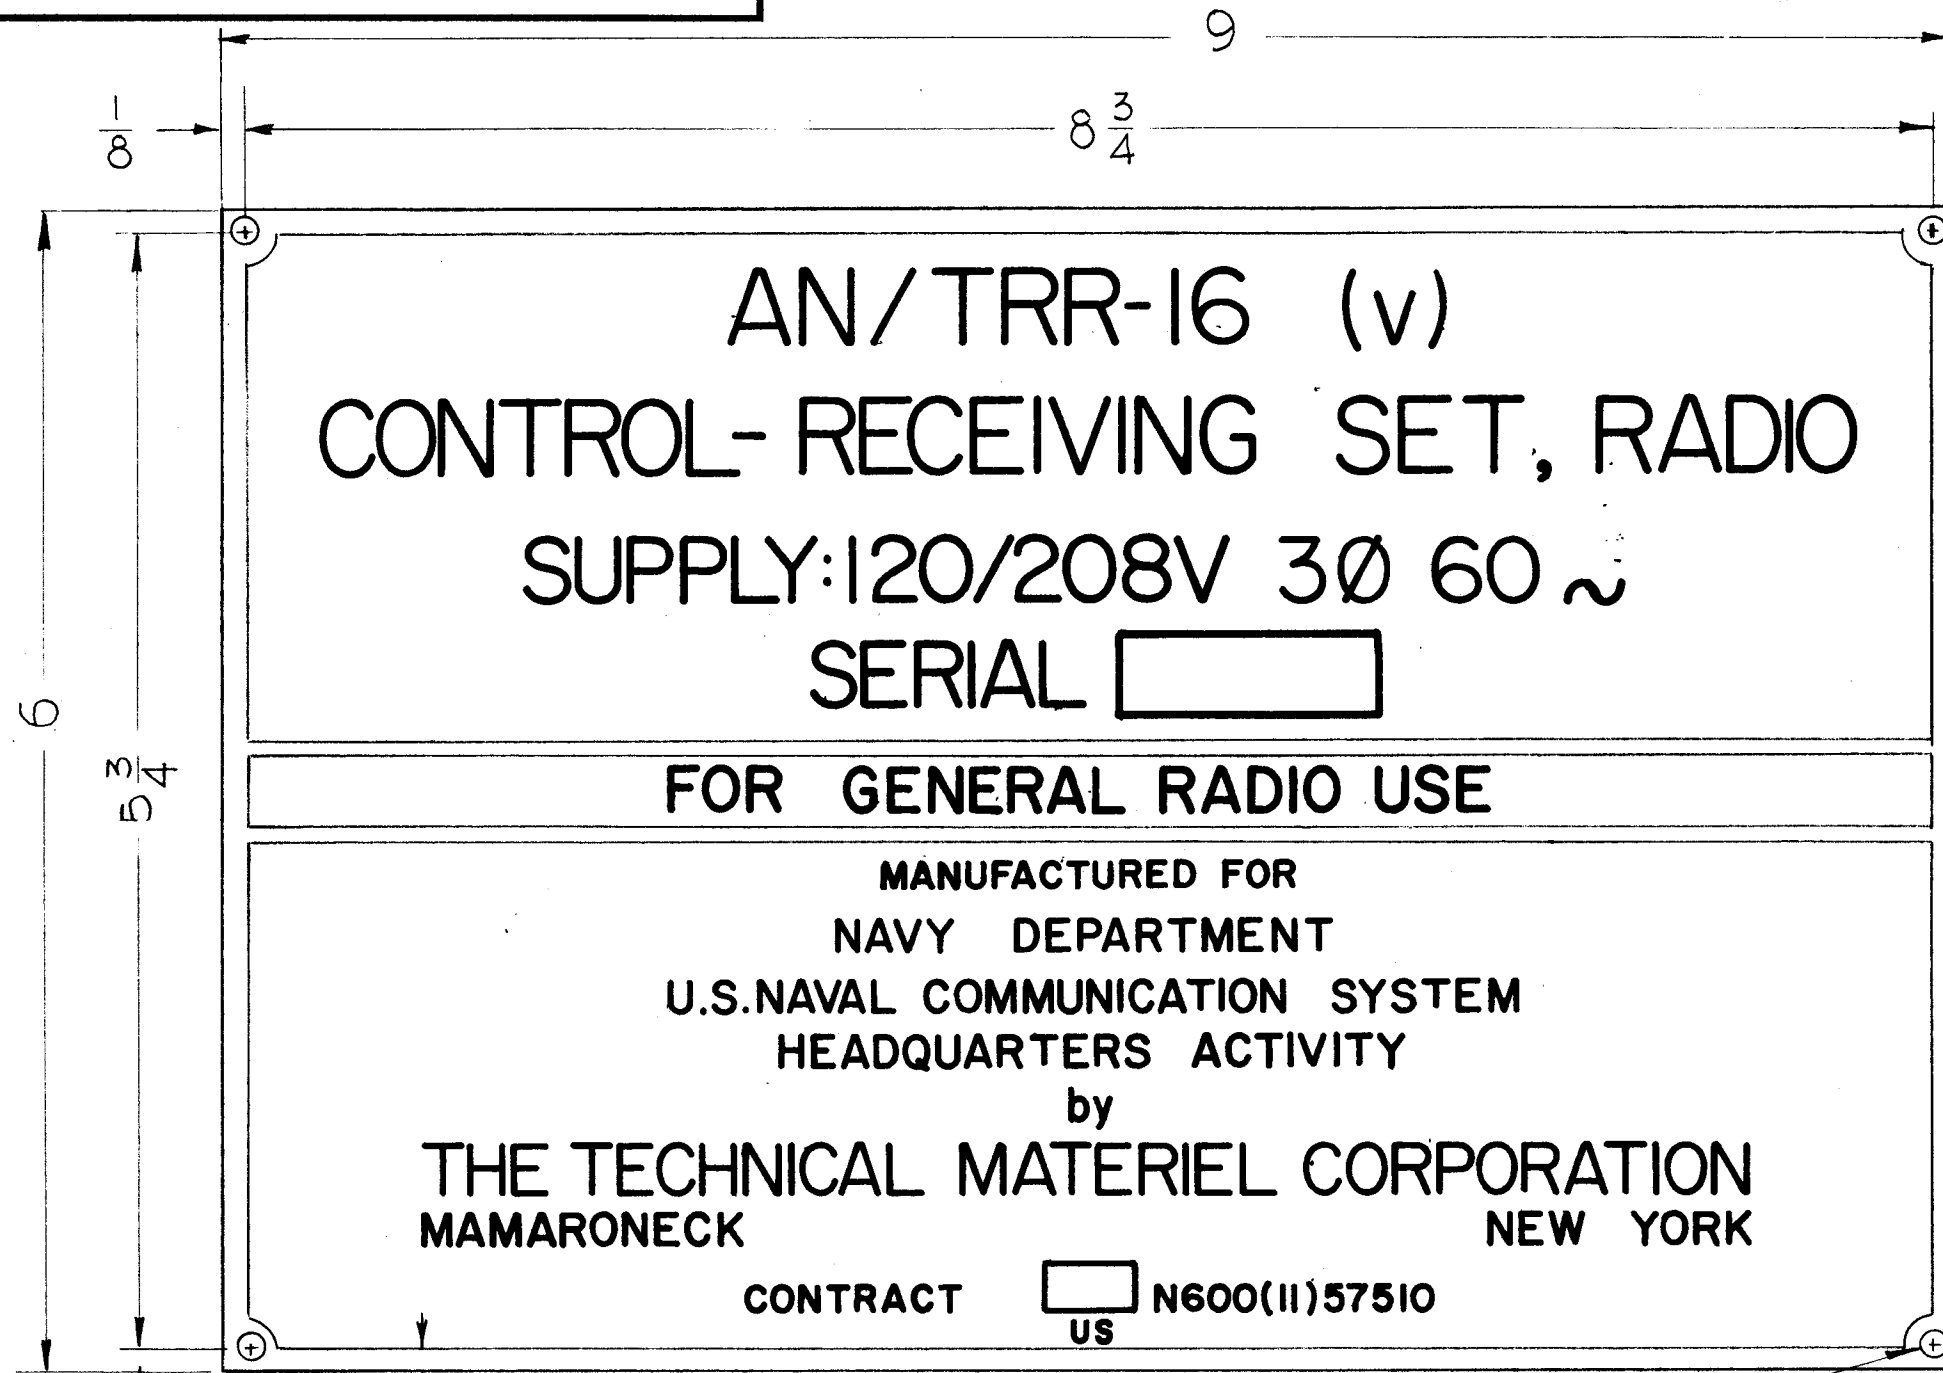 9
1/8
8 3/4
AN/TRR-16 (v)
CONTROL- RECEIVING SET, RADIO
SUPPLY:120/208V 3Ø 60 ~
SERIAL
6
5 3/4
FOR GENERAL RADIO USE
MANUFACTURED FOR
NAVY DEPARTMENT
U.S.NAVAL COMMUNICATION SYSTEM
HEADQUARTERS ACTIVITY
by
THE TECHNICAL MATERIEL CORPORATION
MAMARONECK NEW YORK
CONTRACT N600(11)57510
US